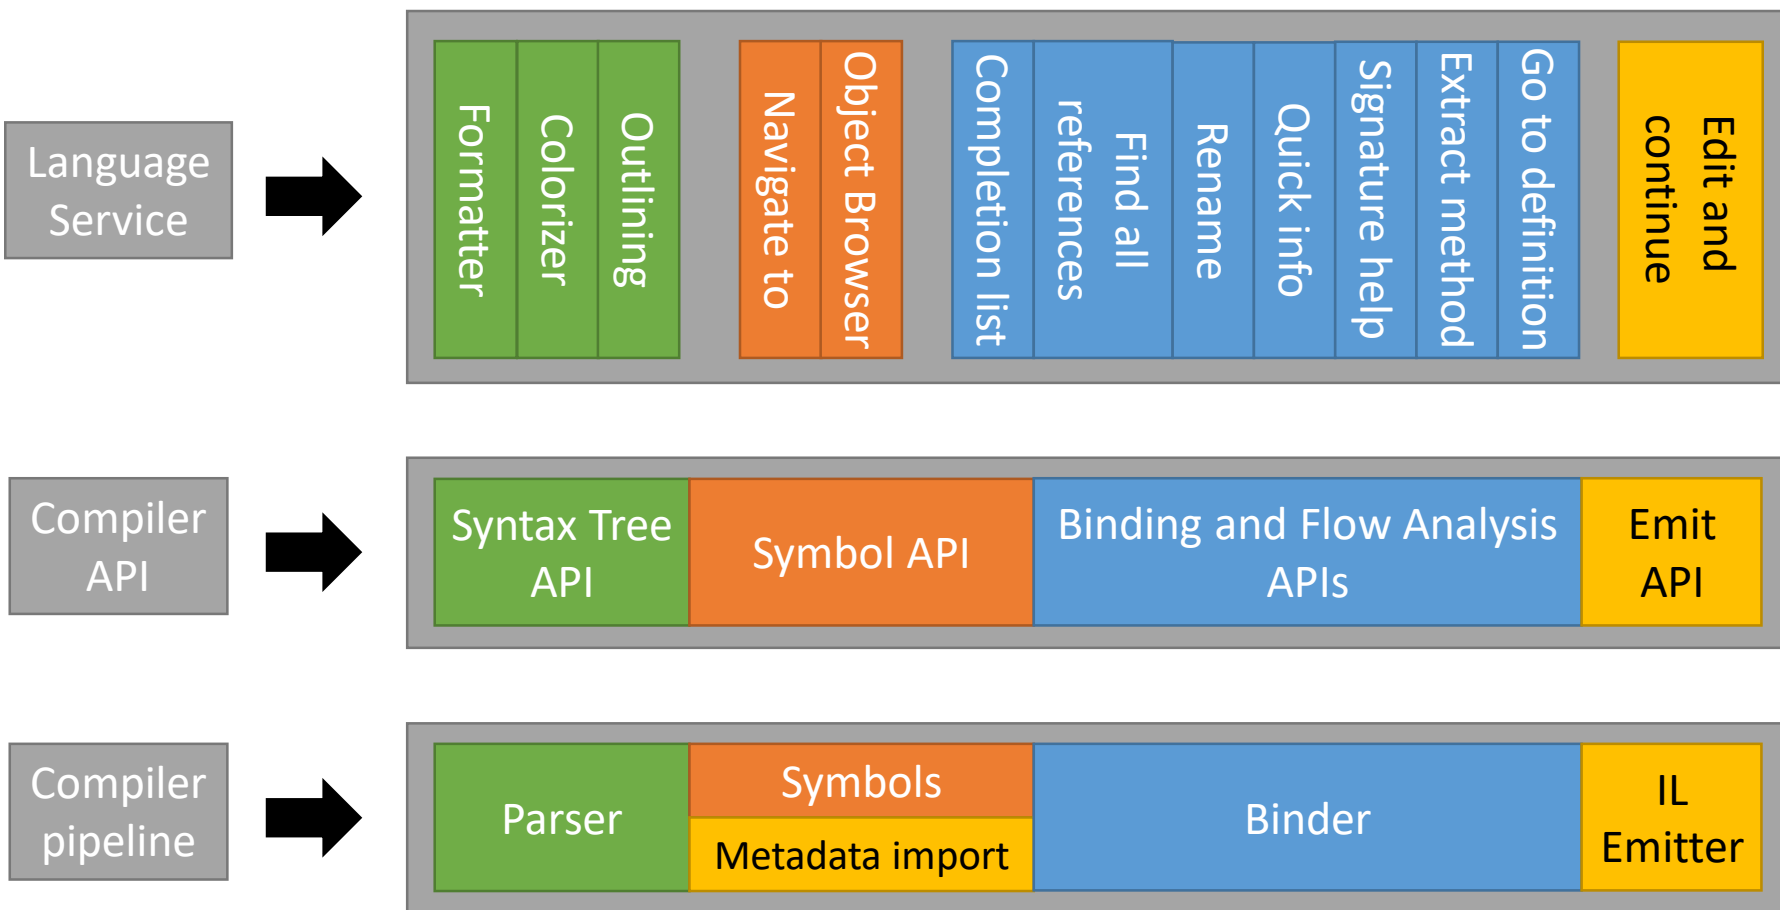 Language
Service
Formatter
Colorizer
Outlining
Navigate to
Object Browser
Completion list
Find all
references
Rename
Quick info
Signature help
Extract method
Go to definition
Edit and
continue
Compiler
API
Syntax Tree
API
Symbol API
Binding and Flow Analysis
APIs
Emit
API
Compiler
pipeline
Parser
Symbols
Metadata import
Binder
IL
Emitter